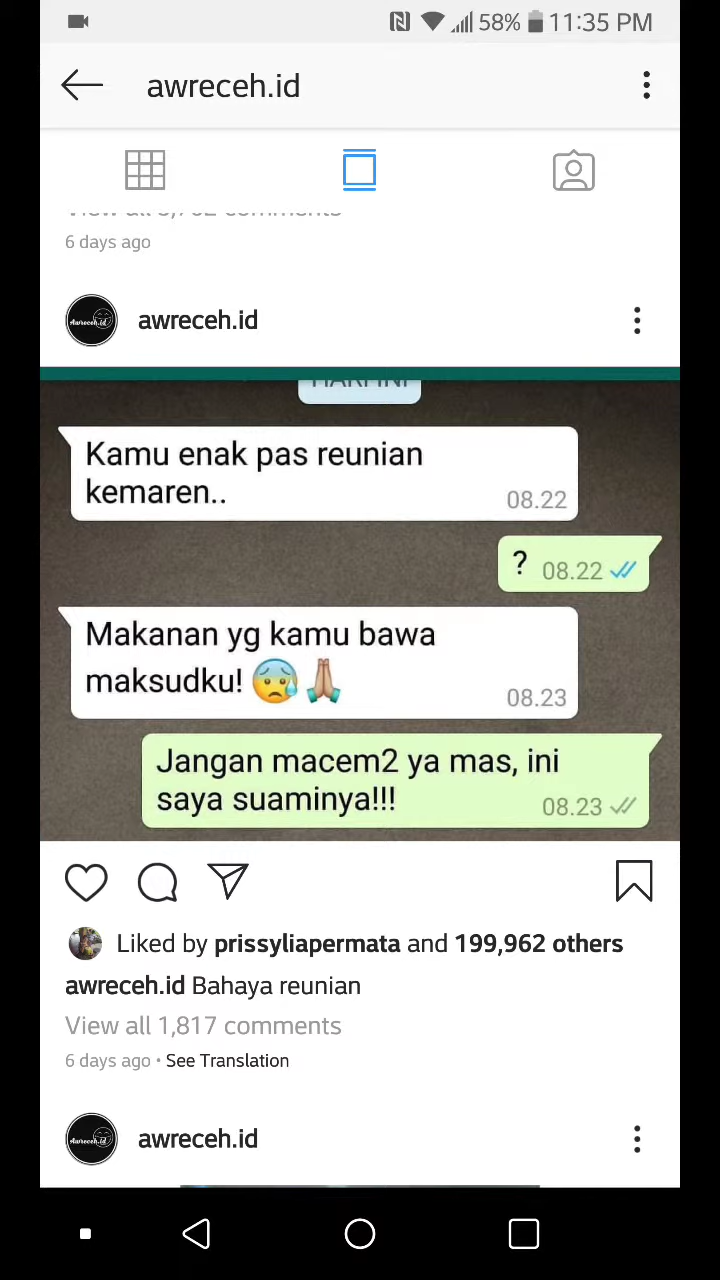 58% 11:35 PM
awreceh.id
6 days ago
awreceh.id
HARI INI
Kamu enak pas reunian
kemaren..
08.22
? 08.22
Makanan yg kamu bawa
maksudku! 😰🙏
08.23
Jangan macem2 ya mas, ini
saya suaminya!!!
08.23
Liked by prissyliapermata and 199,962 others
awreceh.id Bahaya reunian
View all 1,817 comments
6 days ago • See Translation
awreceh.id